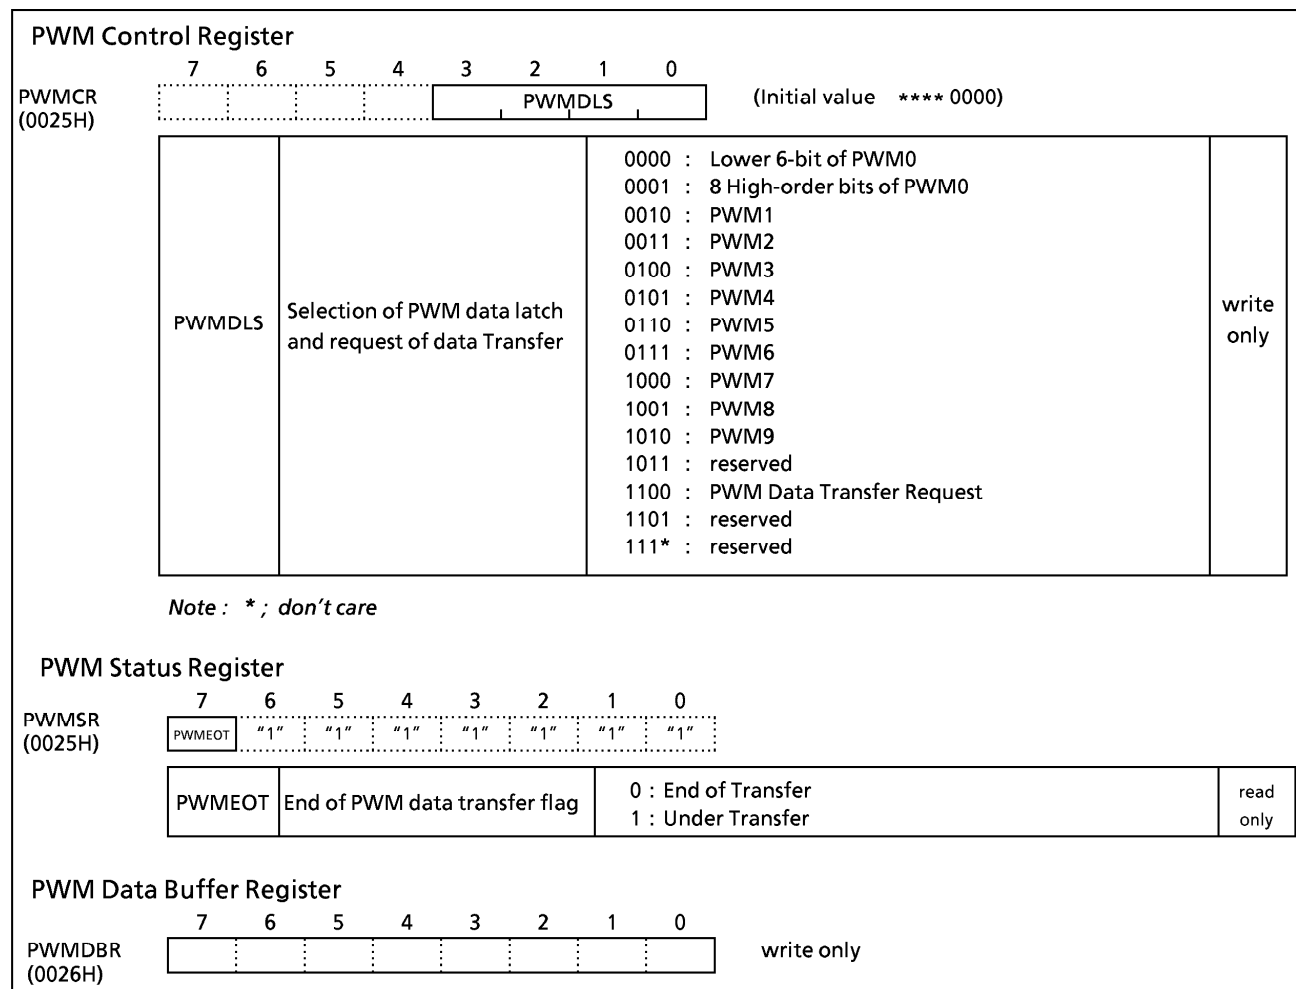 PWM Control Register
7 6 5 4 3 2 1 0
PWMCR
(0025H)
PWMDLS
(Initial value **** 0000)
PWMDLS
Selection of PWM data latch
and request of data Transfer
0000 : Lower 6-bit of PWM0
0001 : 8 High-order bits of PWM0
0010 : PWM1
0011 : PWM2
0100 : PWM3
0101 : PWM4
0110 : PWM5
0111 : PWM6
1000 : PWM7
1001 : PWM8
1010 : PWM9
1011 : reserved
1100 : PWM Data Transfer Request
1101 : reserved
111* : reserved
write
only
Note : * ; don't care
PWM Status Register
7 6 5 4 3 2 1 0
PWMSR
(0025H)
PWMEOT "1" "1" "1" "1" "1" "1" "1"
PWMEOT
End of PWM data transfer flag
0 : End of Transfer
1 : Under Transfer
read
only
PWM Data Buffer Register
7 6 5 4 3 2 1 0
PWMDBR
(0026H)
write only